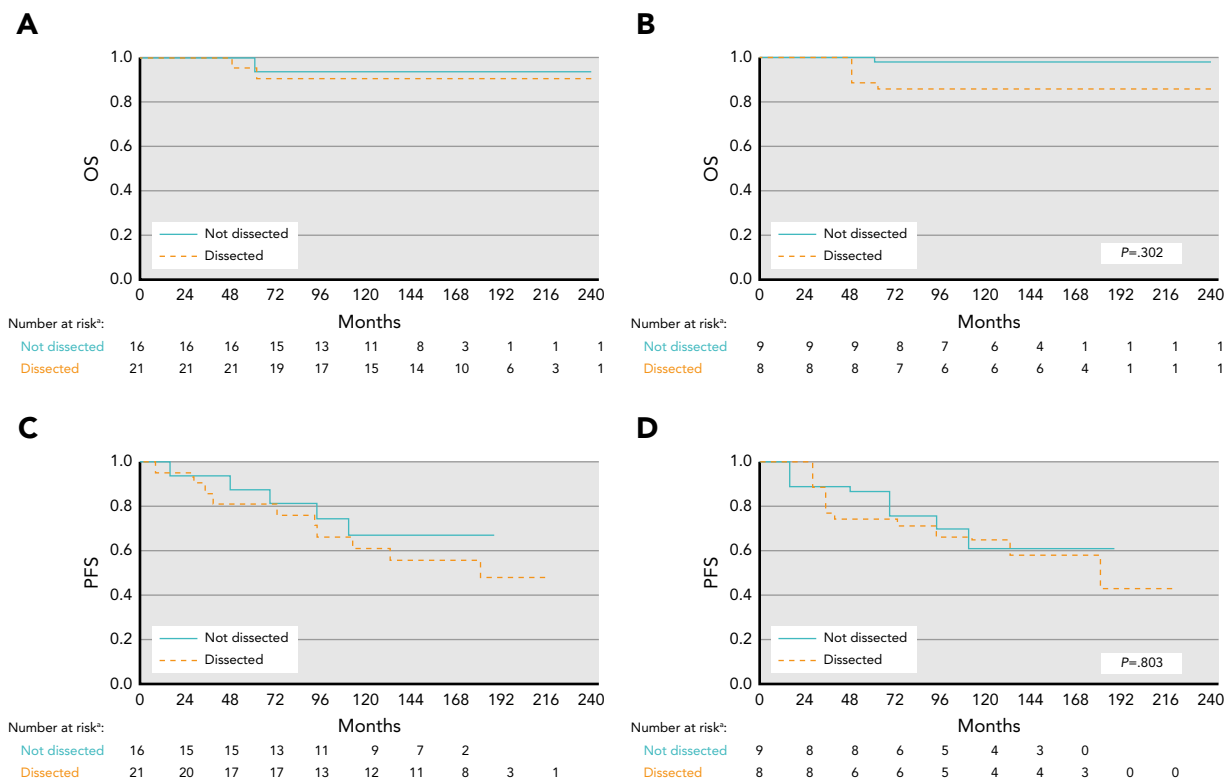 A
1.0
0.8
0.6
0.4
0.2
0.0
OS
Not dissected
Dissected
0 24 48 72 96 120 144 168 192 216 240
Months
Number at riskᵃ:
Not dissected 16 16 16 15 13 11 8 3 1 1 1
Dissected 21 21 21 19 17 15 14 10 6 3 1
B
1.0
0.8
0.6
0.4
0.2
0.0
OS
Not dissected
Dissected
P=.302
0 24 48 72 96 120 144 168 192 216 240
Months
Number at riskᵃ:
Not dissected 9 9 9 8 7 6 4 1 1 1 1
Dissected 8 8 8 7 6 6 6 4 1 1 1
C
1.0
0.8
0.6
0.4
0.2
0.0
PFS
Not dissected
Dissected
0 24 48 72 96 120 144 168 192 216 240
Months
Number at riskᵃ:
Not dissected 16 15 15 13 11 9 7 2
Dissected 21 20 17 17 13 12 11 8 3 1
D
1.0
0.8
0.6
0.4
0.2
0.0
PFS
Not dissected
Dissected
P=.803
0 24 48 72 96 120 144 168 192 216 240
Months
Number at riskᵃ:
Not dissected 9 8 8 6 5 4 3 0
Dissected 8 8 6 6 5 4 4 3 0 0